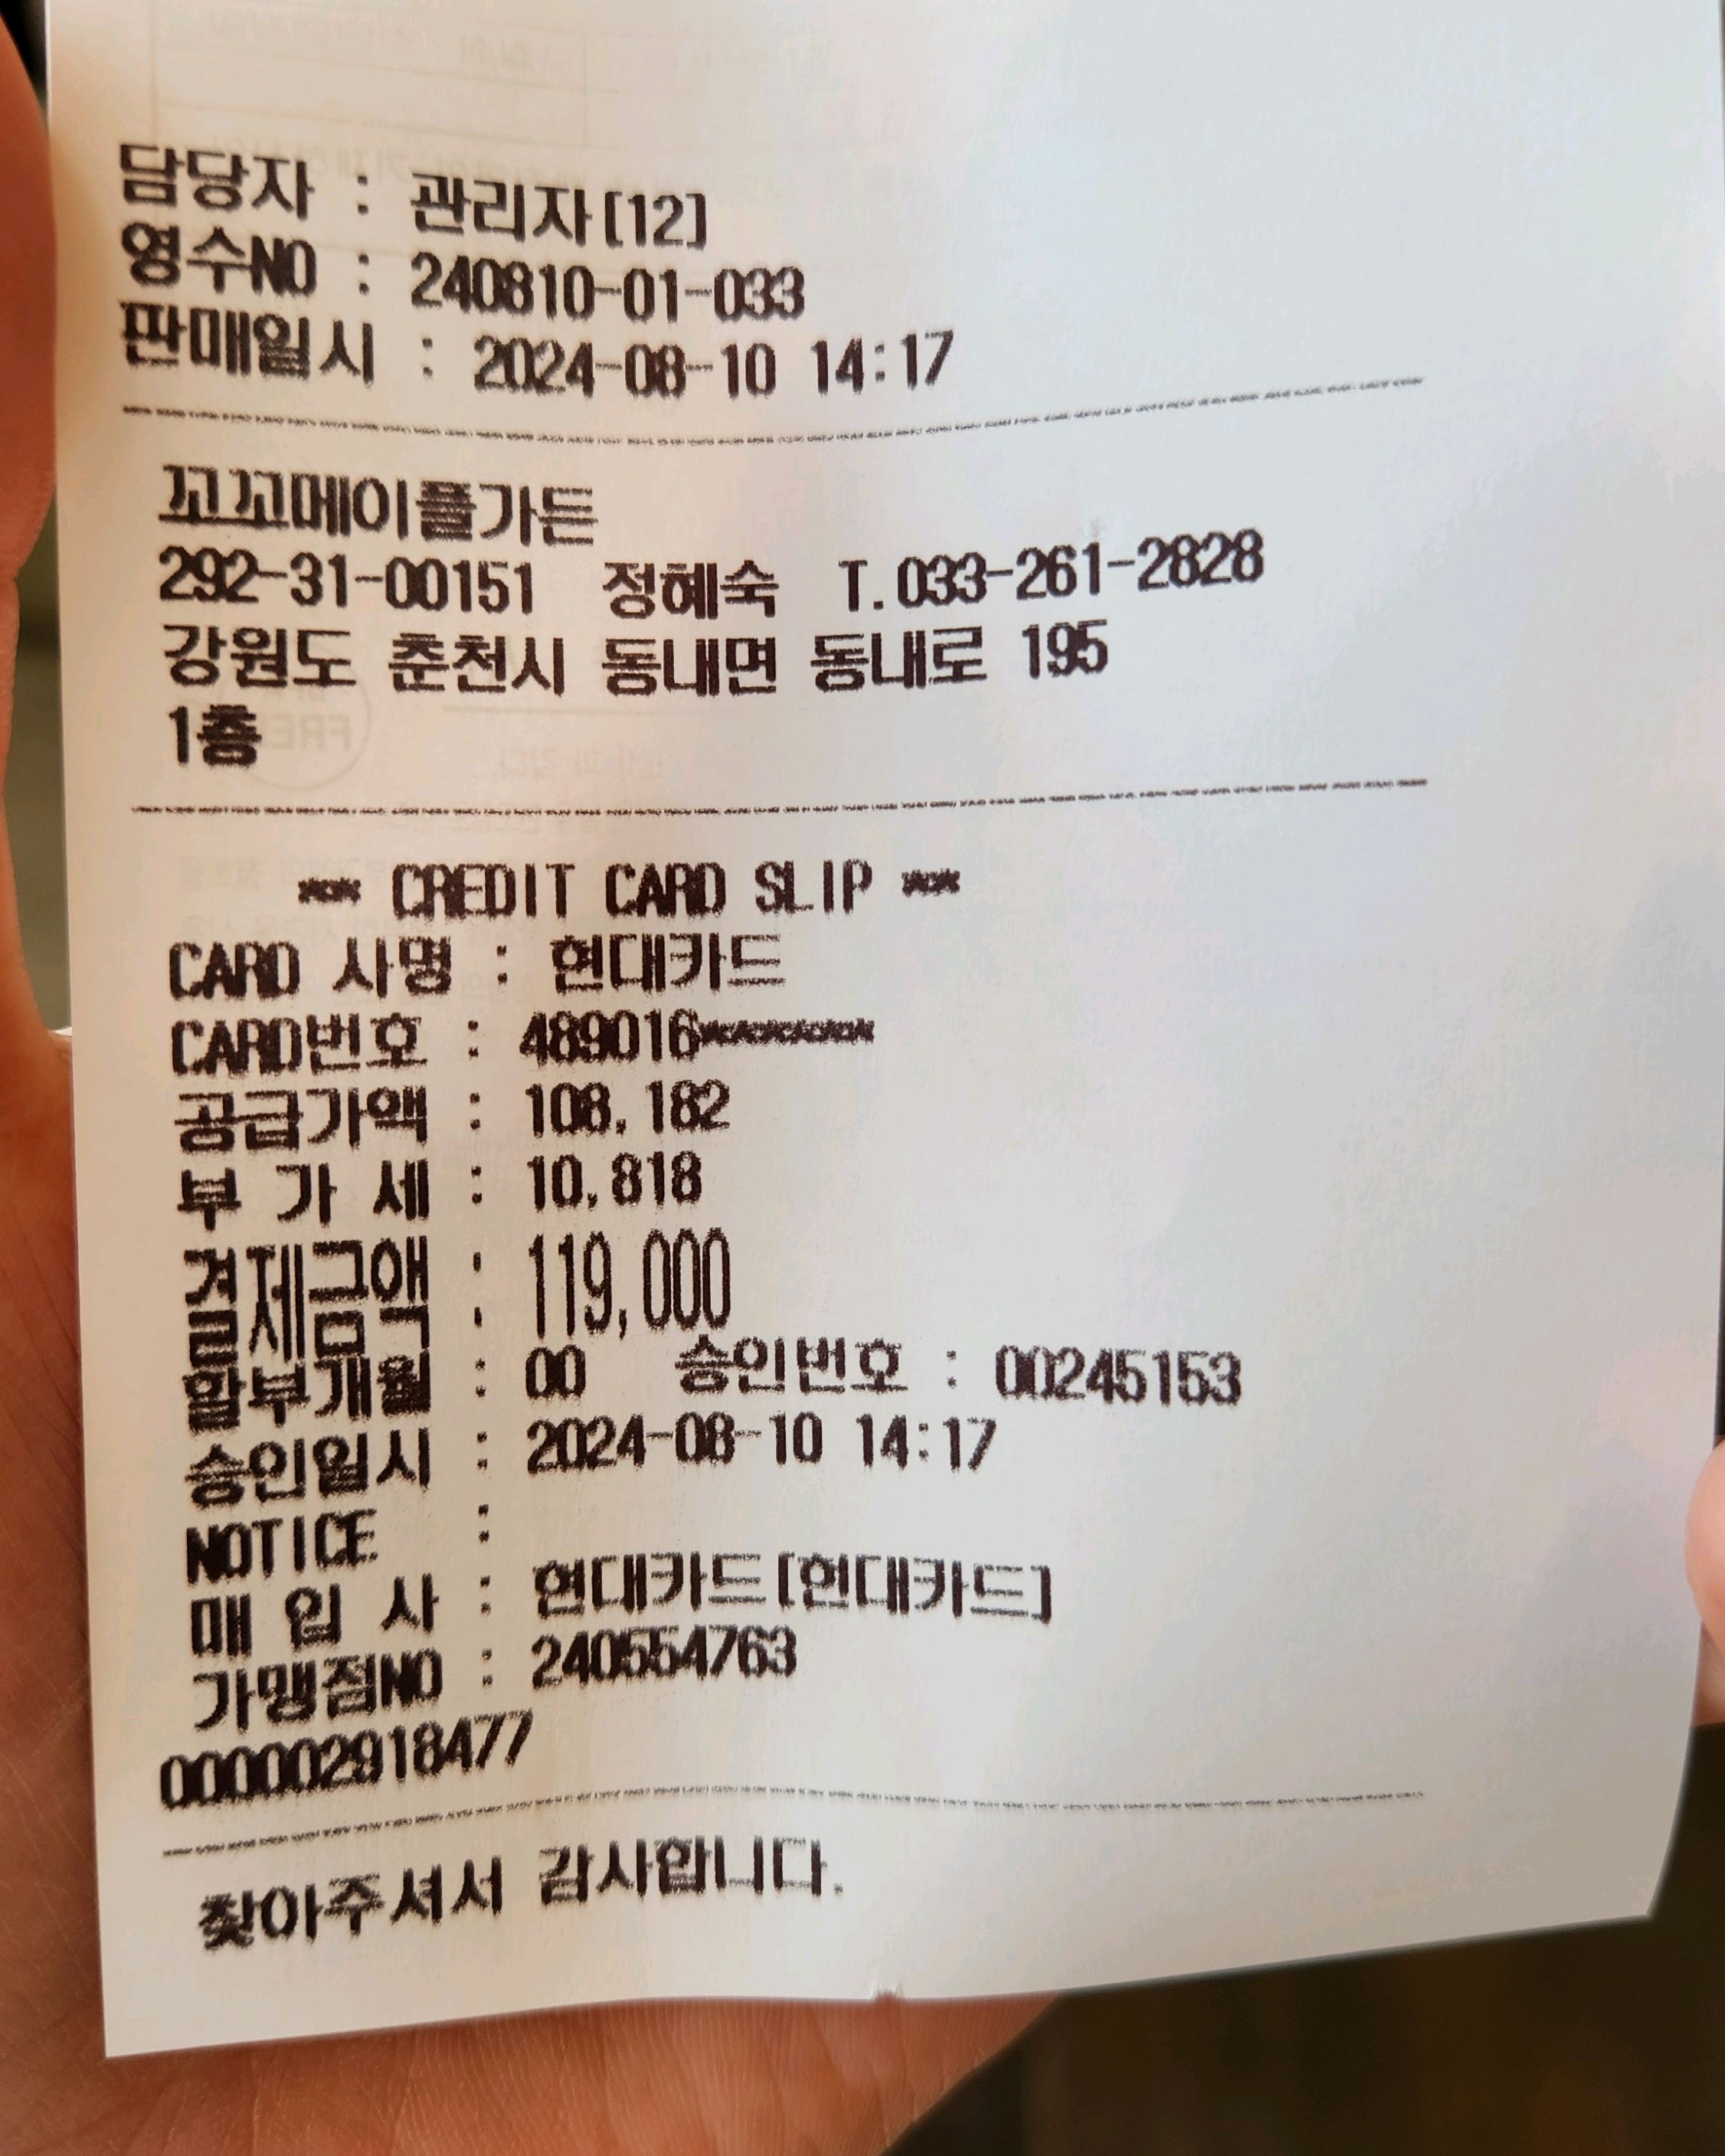 담당자 : 관리자[12]
영수NO : 240810-01-033
판매일시 : 2024-08-10 14:17
꼬꼬메이플가든
292-31-00151 정혜숙 T.033-261-2828
강원도 춘천시 동내면 동내로 195
1층
** CREDIT CARD SLIP **
CARD 사명 : 현대카드
CARD번호 : 489016**********
공급가액 : 108,182
부 가 세 : 10,818
결제금액 : 119,000
할부개월 : 00 승인번호 : 00245153
승인일시 : 2024-08-10 14:17
NOTICE :
매 입 사 : 현대카드[현대카드]
가맹점NO : 240554763
000002918477
찾아주셔서 감사합니다.